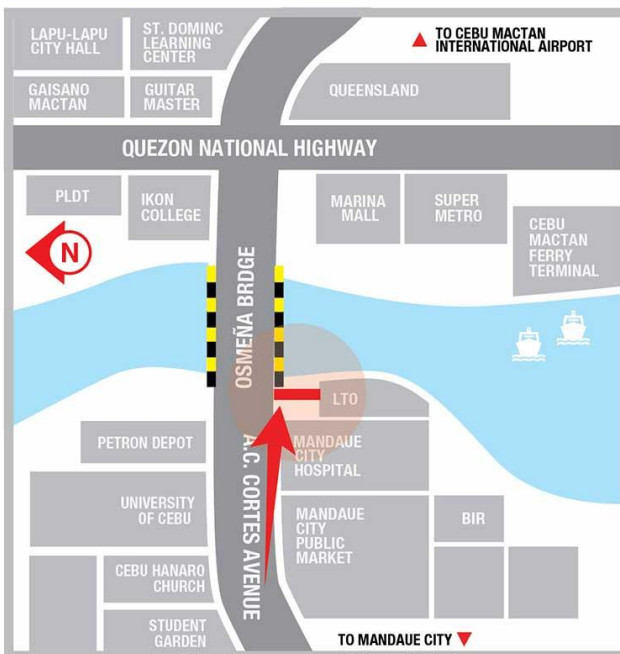 LAPU-LAPU
CITY HALL
ST. DOMINC
LEARNING
CENTER
TO CEBU MACTAN
INTERNATIONAL AIRPORT
GAISANO
MACTAN
GUITAR
MASTER
QUEENSLAND
QUEZON NATIONAL HIGHWAY
PLDT
IKON
COLLEGE
MARINA
MALL
SUPER
METRO
CEBU
MACTAN
FERRY
TERMINAL
N
OSMEÑA BRDGE
LTO
A.C. CORTES AVENUE
PETRON DEPOT
MANDAUE
CITY
HOSPITAL
UNIVERSITY
OF CEBU
MANDAUE
CITY
PUBLIC
MARKET
BIR
CEBU HANARO
CHURCH
STUDENT
GARDEN
TO MANDAUE CITY